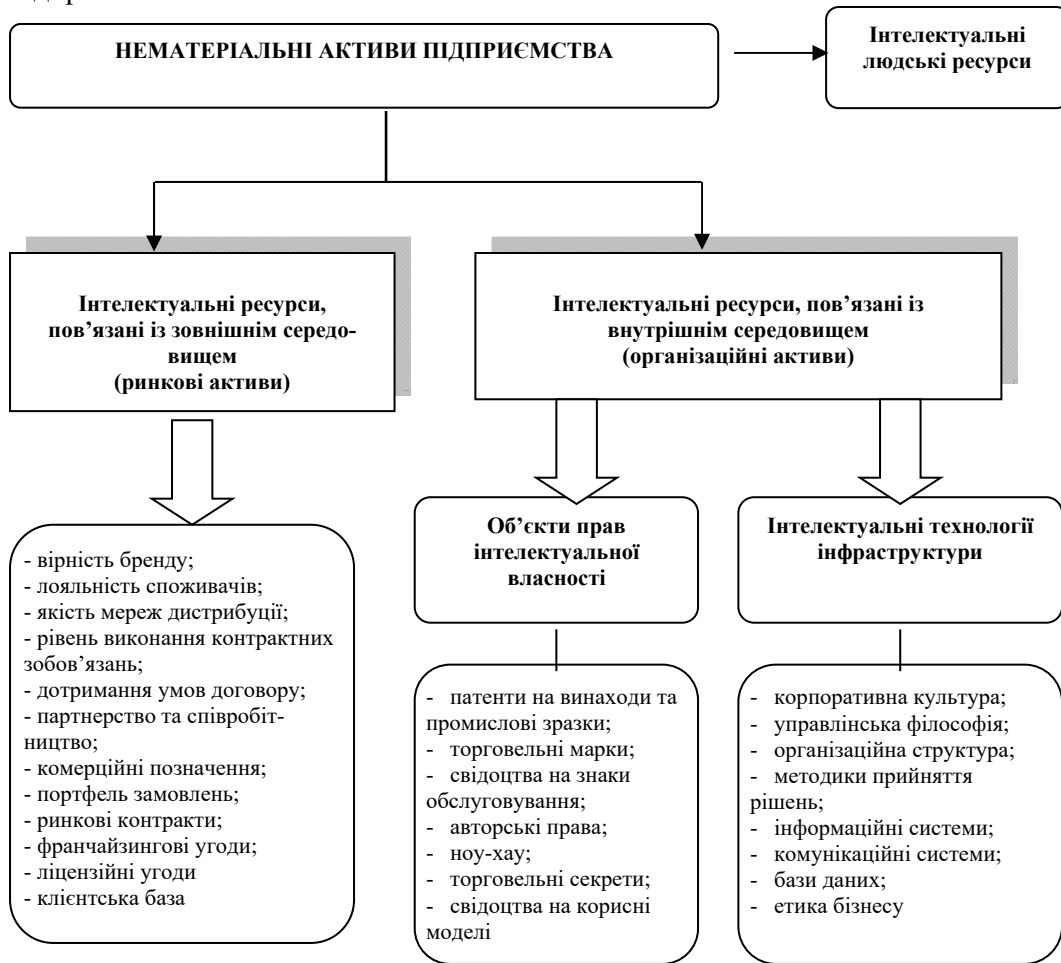 НЕМАТЕРІАЛЬНІ АКТИВИ ПІДПРИЄМСТВА
Інтелектуальні
людські ресурси
Інтелектуальні ресурси,
пов’язані із зовнішнім середо-
вищем
(ринкові активи)
Інтелектуальні ресурси, пов’язані із
внутрішнім середовищем
(організаційні активи)
- вірність бренду;
- лояльність споживачів;
- якість мереж дистрибуції;
- рівень виконання контрактних
зобов’язань;
- дотримання умов договору;
- партнерство та співробіт-
ництво;
- комерційні позначення;
- портфель замовлень;
- ринкові контракти;
- франчайзингові угоди;
- ліцензійні угоди
- клієнтська база
Об’єкти прав
інтелектуальної
власності
- патенти на винаходи та
промислові зразки;
- торговельні марки;
- свідоцтва на знаки
обслуговування;
- авторські права;
- ноу-хау;
- торговельні секрети;
- свідоцтва на корисні
моделі
Інтелектуальні технології
інфраструктури
- корпоративна культура;
- управлінська філософія;
- організаційна структура;
- методики прийняття
рішень;
- інформаційні системи;
- комунікаційні системи;
- бази даних;
- етика бізнесу